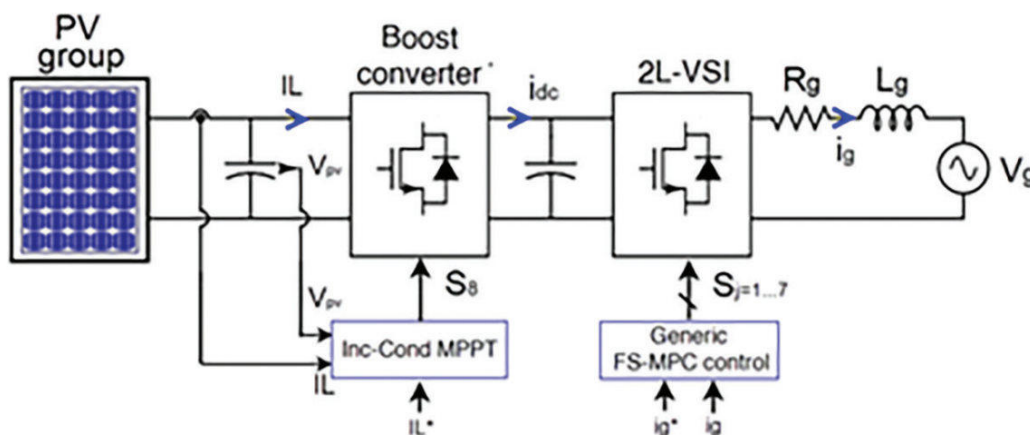 PV
group
IL
Boost
converter
idc
2L-VSI
Rg
Lg
ig
Vg
Vpv
Vpv
IL
S8
Sj=1...7
Inc-Cond MPPT
Generic
FS-MPC control
IL*
ig*
ig